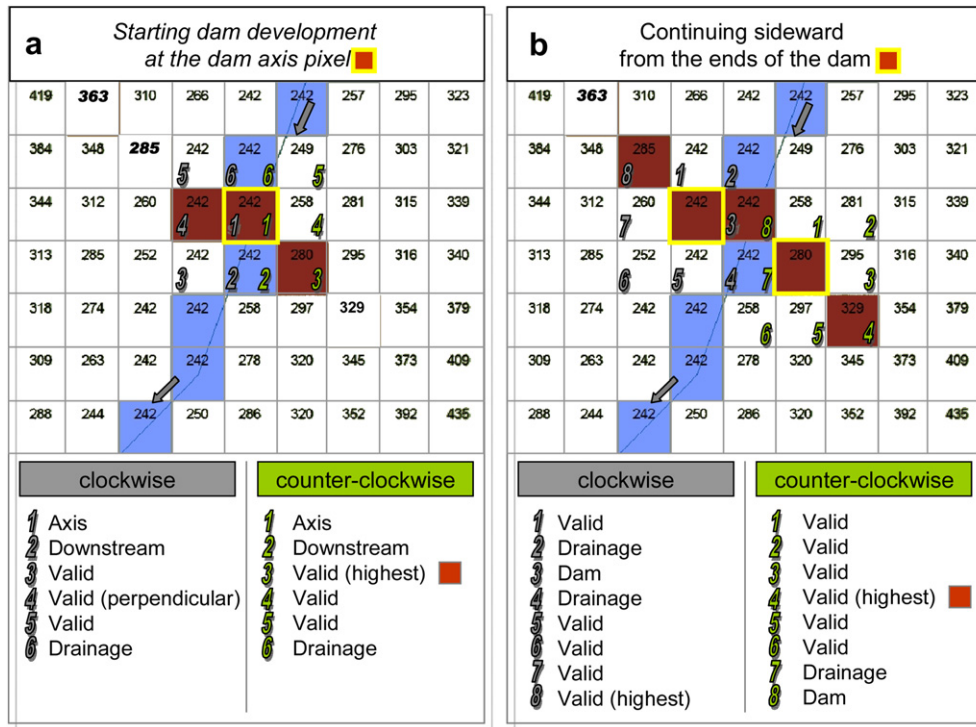 a
Starting dam development
at the dam axis pixel
419 363 310 266 242 242 257 295 323
384 348 285 242 242 249 276 303 321
5 6 6 5
344 312 260 242 242 258 281 315 339
4 1 1 4
313 285 252 242 242 280 295 316 340
3 2 2 3
318 274 242 242 258 297 329 354 379
309 263 242 242 278 320 345 373 409
288 244 242 250 286 320 352 392 435
clockwise
1 Axis
2 Downstream
3 Valid
4 Valid (perpendicular)
5 Valid
6 Drainage
counter-clockwise
1 Axis
2 Downstream
3 Valid (highest)
4 Valid
5 Valid
6 Drainage
b
Continuing sideward
from the ends of the dam
419 363 310 266 242 242 257 295 323
384 348 285 242 242 249 276 303 321
8 1 2
344 312 260 242 242 258 281 315 339
7 3 8 1 2
313 285 252 242 242 280 295 316 340
6 5 4 7 3
318 274 242 242 258 297 329 354 379
6 5 4
309 263 242 242 278 320 345 373 409
288 244 242 250 286 320 352 392 435
clockwise
1 Valid
2 Drainage
3 Dam
4 Drainage
5 Valid
6 Valid
7 Valid
8 Valid (highest)
counter-clockwise
1 Valid
2 Valid
3 Valid
4 Valid (highest)
5 Valid
6 Valid
7 Drainage
8 Dam